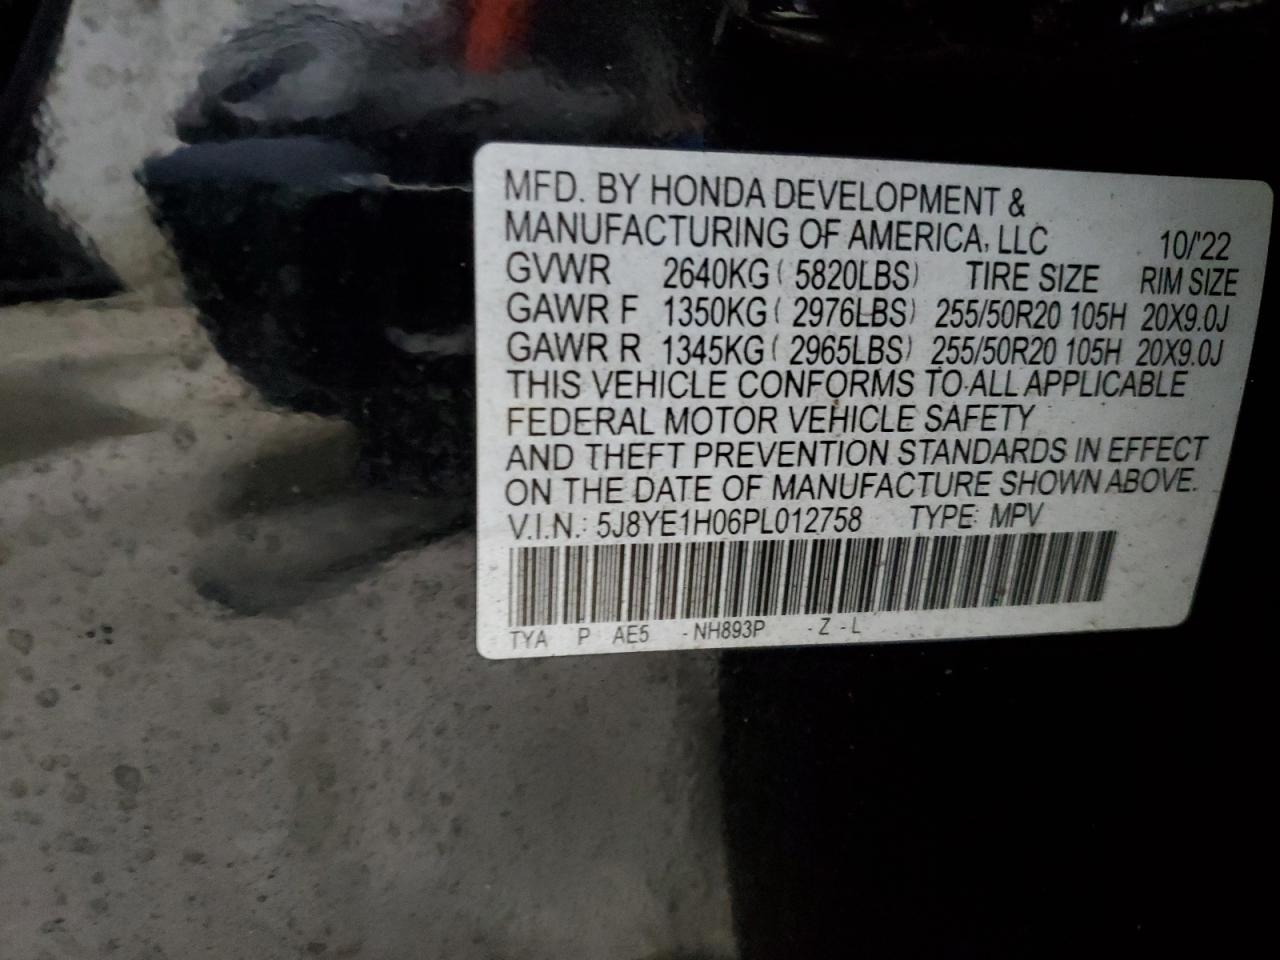 MFD. BY HONDA DEVELOPMENT &
MANUFACTURING OF AMERICA, LLC 10/'22
GVWR 2640KG ( 5820LBS) TIRE SIZE RIM SIZE
GAWR F 1350KG ( 2976LBS) 255/50R20 105H 20X9.0J
GAWR R 1345KG ( 2965LBS) 255/50R20 105H 20X9.0J
THIS VEHICLE CONFORMS TO ALL APPLICABLE
FEDERAL MOTOR VEHICLE SAFETY
AND THEFT PREVENTION STANDARDS IN EFFECT
ON THE DATE OF MANUFACTURE SHOWN ABOVE.
V.I.N.: 5J8YE1H06PL012758 TYPE: MPV
TYA P AE5 -NH893P -Z-L